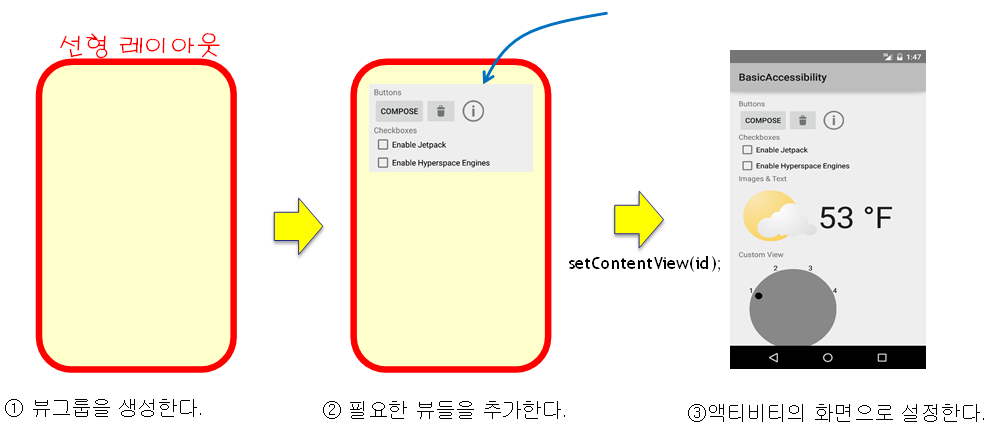 선형 레이아웃
Buttons
COMPOSE
Checkboxes
Enable Jetpack
Enable Hyperspace Engines
setContentView(id);
1:47
BasicAccessibility
Buttons
COMPOSE
Checkboxes
Enable Jetpack
Enable Hyperspace Engines
Images & Text
53 °F
Custom View
2 3
1 4
① 뷰그룹을 생성한다.
② 필요한 뷰들을 추가한다.
③액티비티의 화면으로 설정한다.